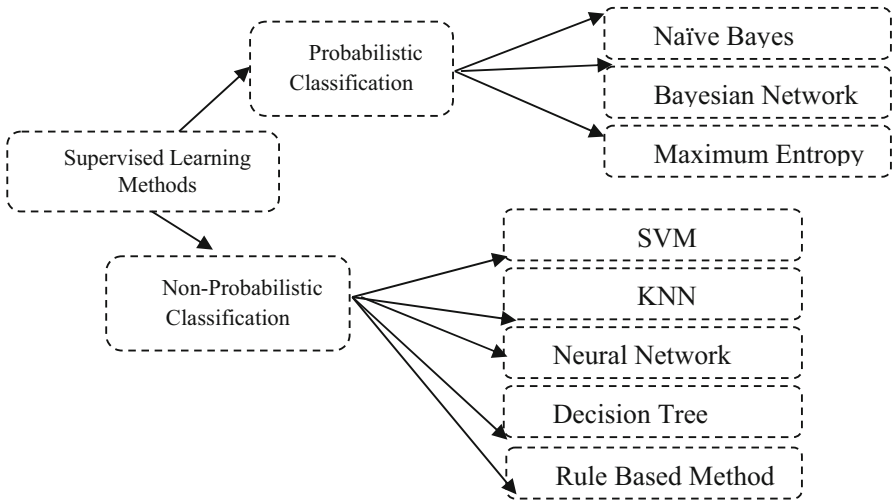 Probabilistic
Classification
Naïve Bayes
Bayesian Network
Maximum Entropy
Supervised Learning
Methods
Non-Probabilistic
Classification
SVM
KNN
Neural Network
Decision Tree
Rule Based Method